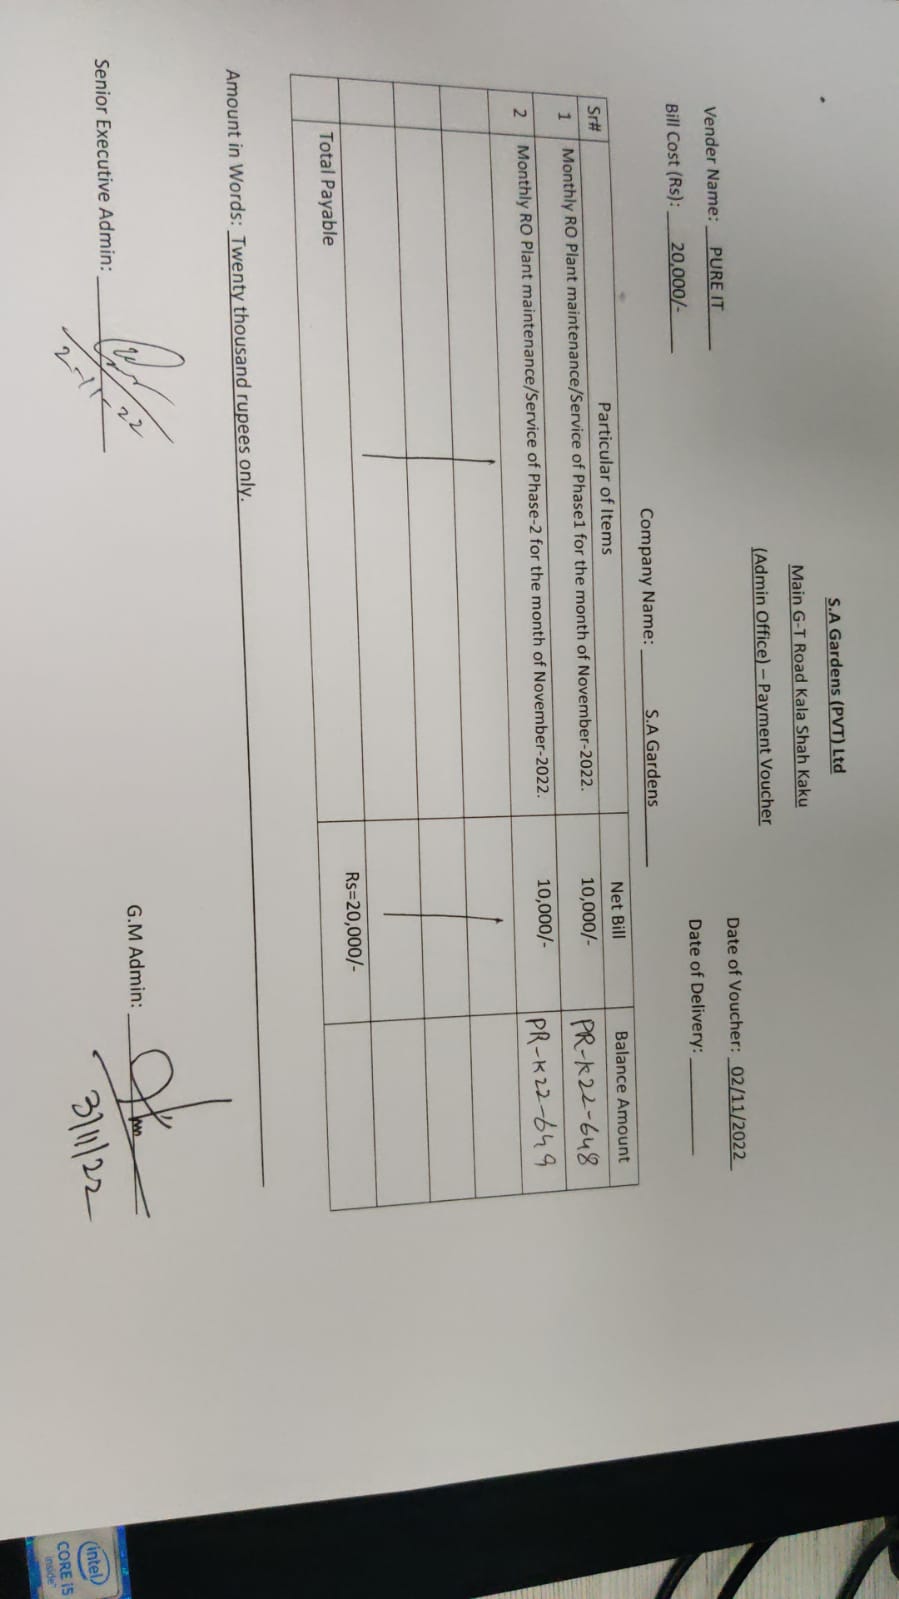 S.A Gardens (PVT) Ltd
Main G-T Road Kala Shah Kaku
(Admin Office) – Payment Voucher
Vender Name: PURE IT
Date of Voucher: 02/11/2022
Bill Cost (Rs): 20,000/-
Date of Delivery:
Company Name: S.A Gardens
Sr# Particular of Items Net Bill Balance Amount
1 Monthly RO Plant maintenance/Service of Phase1 for the month of November-2022. 10,000/- PR-K22-648
2 Monthly RO Plant maintenance/Service of Phase-2 for the month of November-2022. 10,000/- PR-K22-649
Total Payable Rs=20,000/-
Amount in Words: Twenty thousand rupees only.
Senior Executive Admin:
2-11-22
G.M Admin:
3/11/22
intel
CORE i5
inside